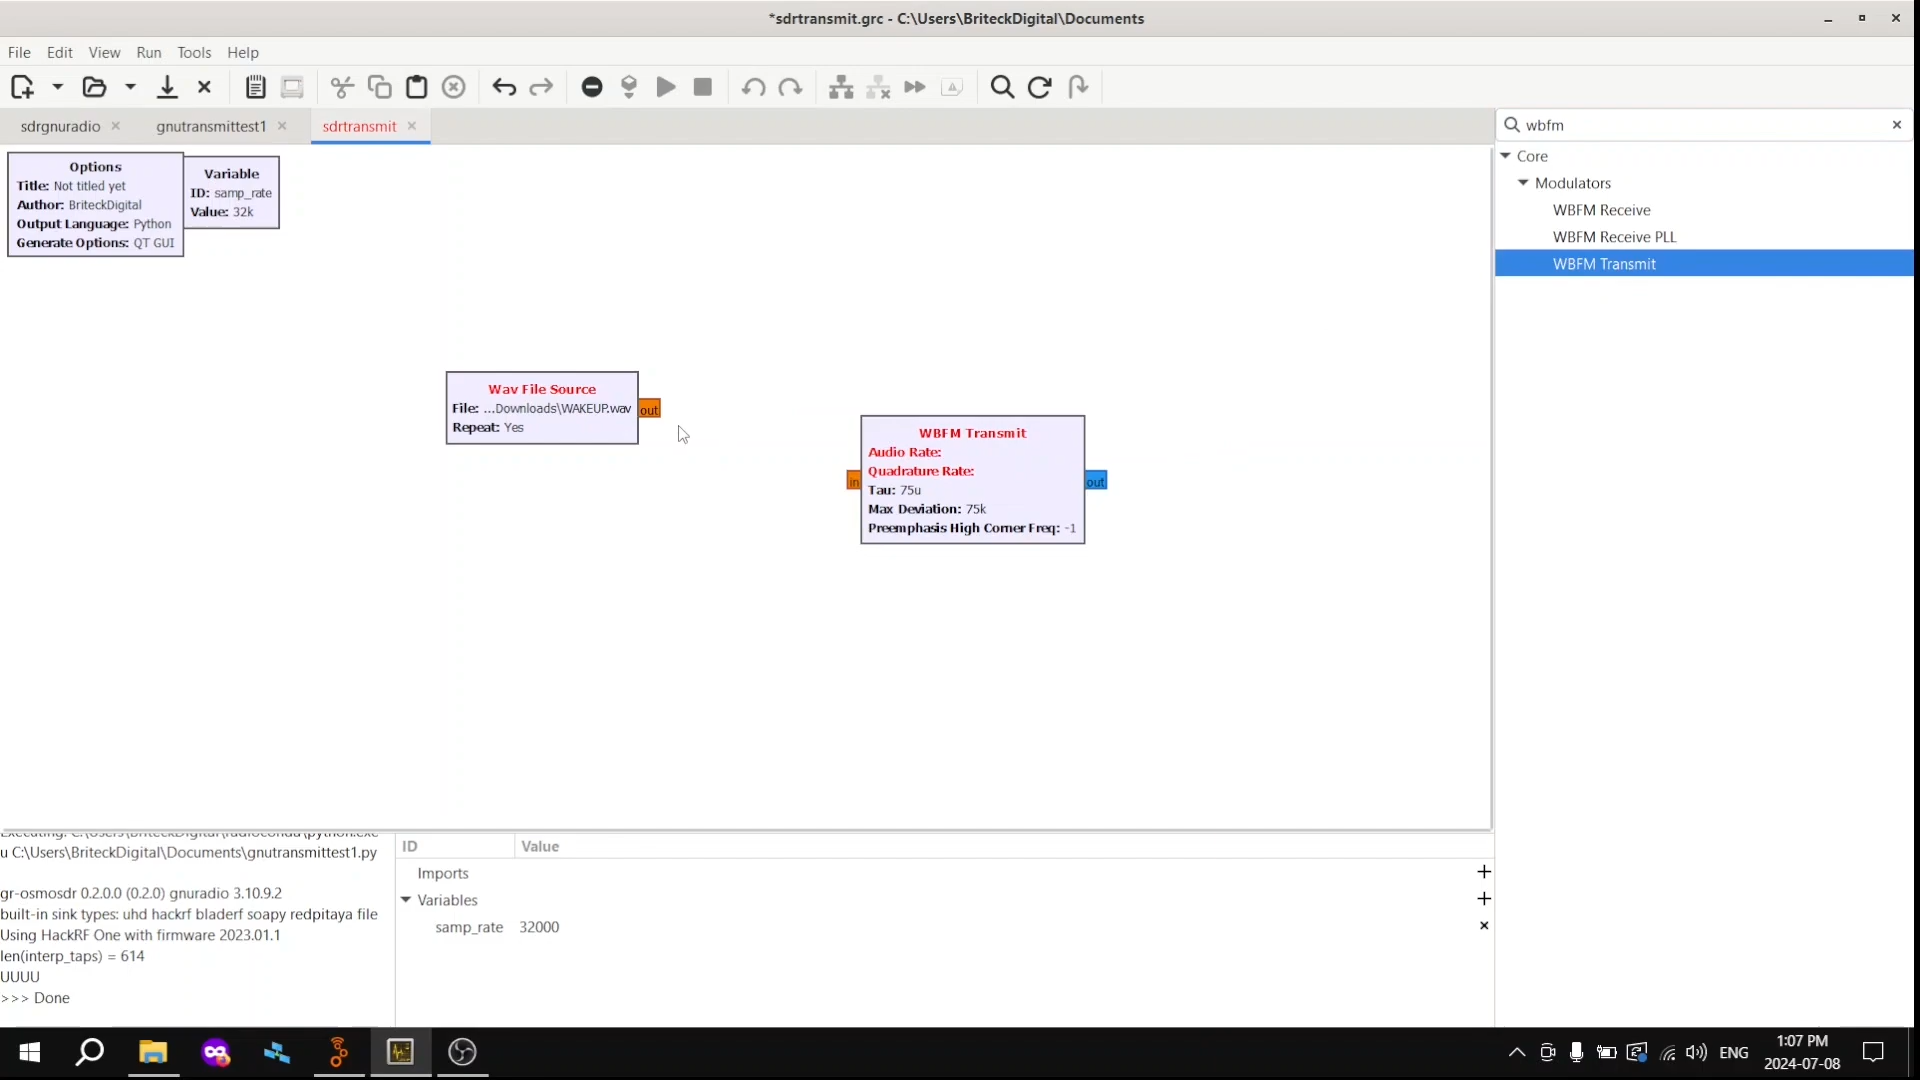 *sdrtransmit.grc - C:\Users\BriteckDigital\Documents
File Edit View Run Tools Help
sdrgnuradio
gnutransmittest1
sdrtransmit
wbfm
Core
Modulators
WBFM Receive
WBFM Receive PLL
WBFM Transmit
Options
Title: Not titled yet
Author: BriteckDigital
Output Language: Python
Generate Options: QT GUI
Variable
ID: samp_rate
Value: 32k
Wav File Source
File: ...Downloads\WAKEUP.wav
Repeat: Yes
out
WBFM Transmit
Audio Rate:
Quadrature Rate:
Tau: 75u
Max Deviation: 75k
Preemphasis High Corner Freq: -1
in
out
Executing: C:\Users\BriteckDigital\radioconda\python.exe
u C:\Users\BriteckDigital\Documents\gnutransmittest1.py
gr-osmosdr 0.2.0.0 (0.2.0) gnuradio 3.10.9.2
built-in sink types: uhd hackrf bladerf soapy redpitaya file
Using HackRF One with firmware 2023.01.1
len(interp_taps) = 614
UUUU
>>> Done
ID Value
Imports
Variables
samp_rate 32000
ENG
1:07 PM
2024-07-08